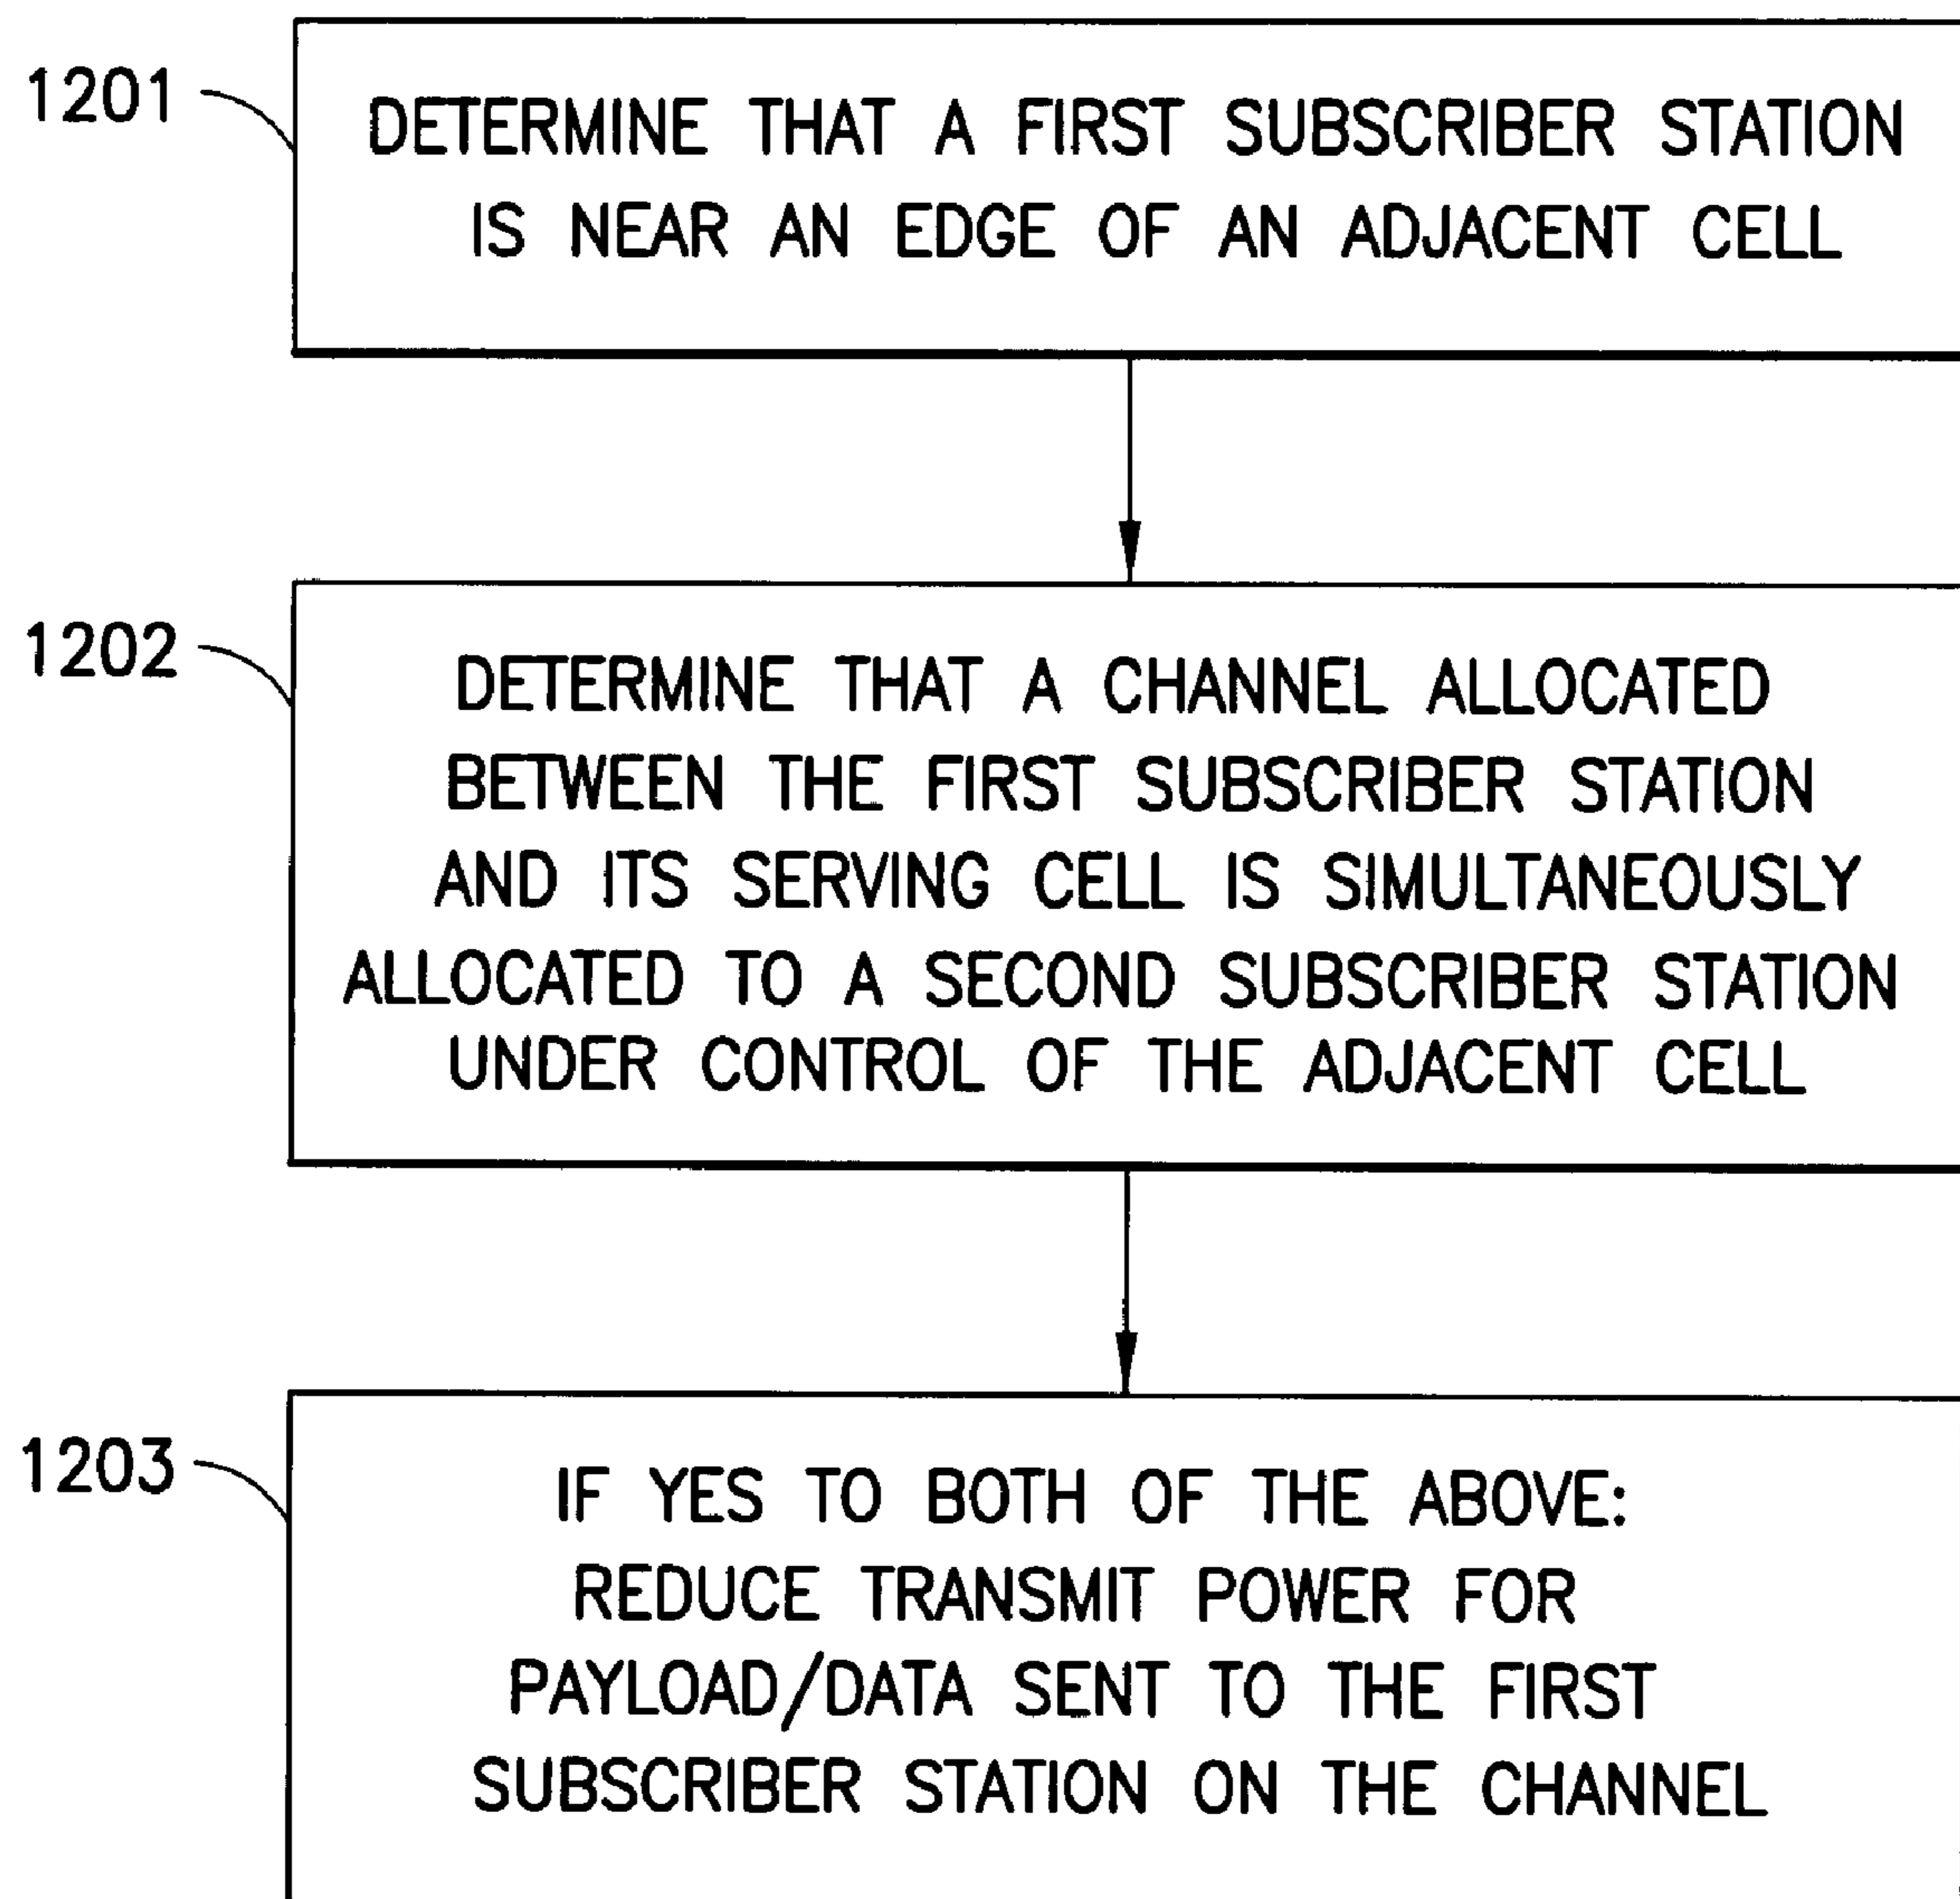 1201
DETERMINE THAT A FIRST SUBSCRIBER STATION
IS NEAR AN EDGE OF AN ADJACENT CELL
1202
DETERMINE THAT A CHANNEL ALLOCATED
BETWEEN THE FIRST SUBSCRIBER STATION
AND ITS SERVING CELL IS SIMULTANEOUSLY
ALLOCATED TO A SECOND SUBSCRIBER STATION
UNDER CONTROL OF THE ADJACENT CELL
1203
IF YES TO BOTH OF THE ABOVE:
REDUCE TRANSMIT POWER FOR
PAYLOAD/DATA SENT TO THE FIRST
SUBSCRIBER STATION ON THE CHANNEL